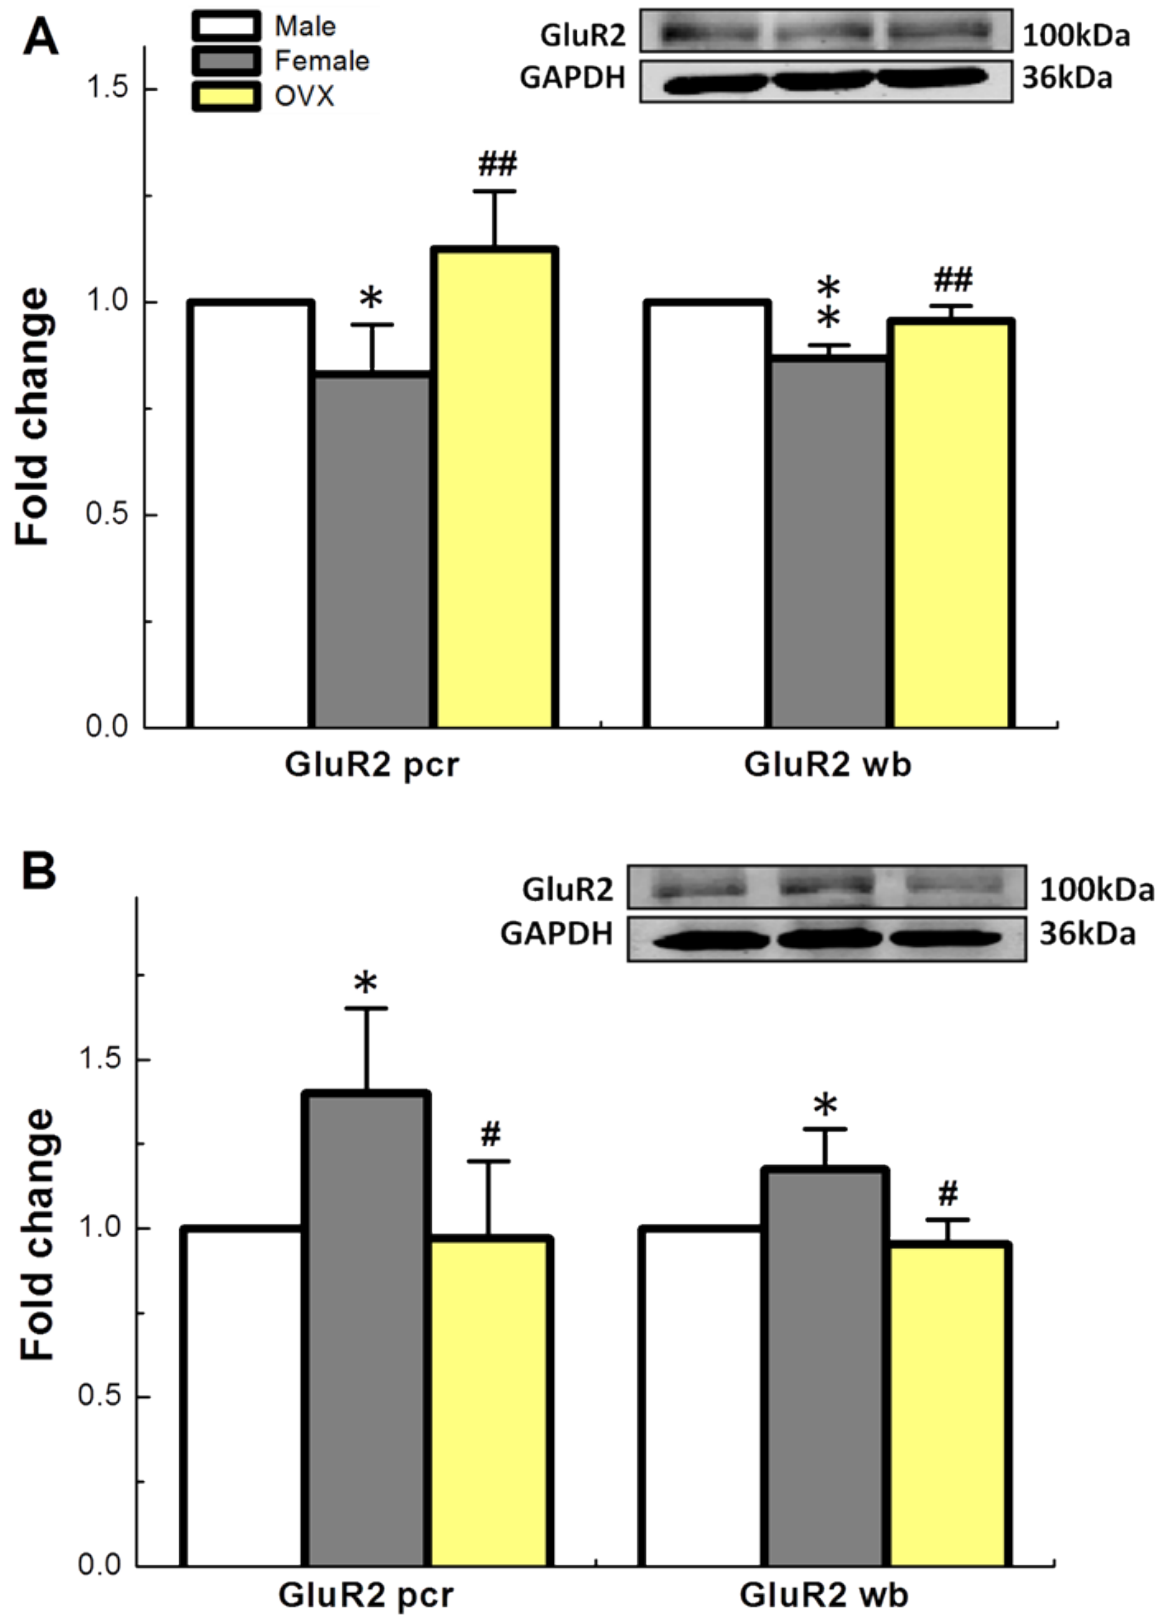 A
Male
Female
OVX
GluR2 100kDa
GAPDH 36kDa
1.5
##
*
*
*
##
1.0
0.5
0.0
Fold change
GluR2 pcr GluR2 wb
B
GluR2 100kDa
GAPDH 36kDa
*
1.5
*
#
#
1.0
0.5
0.0
Fold change
GluR2 pcr GluR2 wb